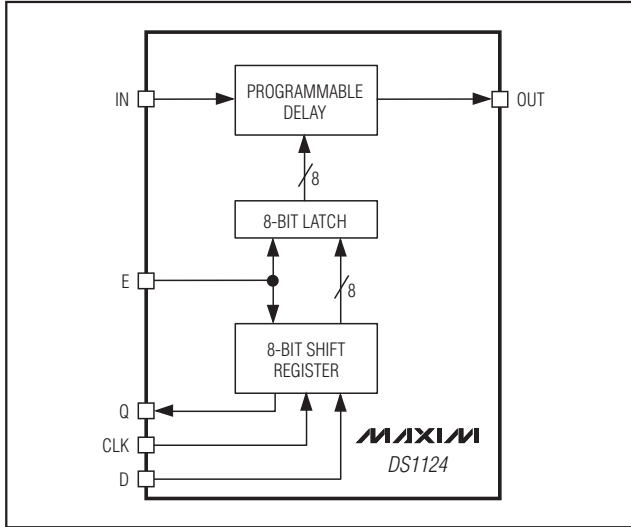 IN
PROGRAMMABLE
DELAY
OUT
8
8-BIT LATCH
E
8
8-BIT SHIFT
REGISTER
Q
CLK
D
MAXIM
DS1124